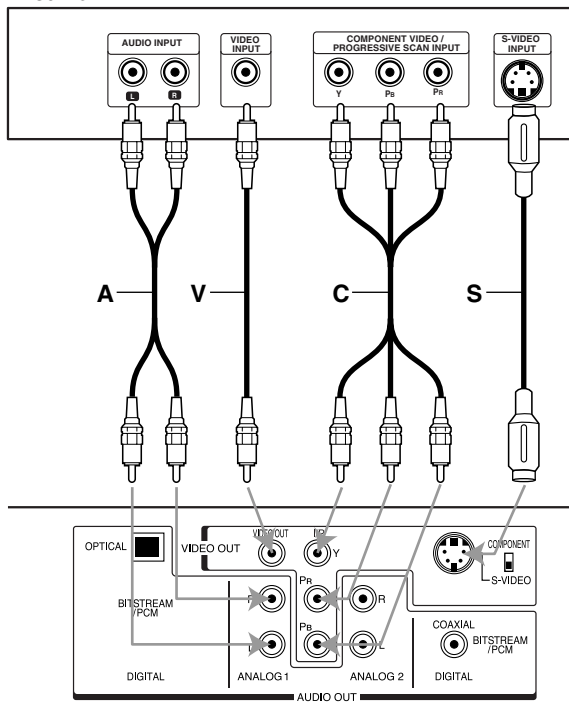 AUDIO INPUT
L
R
VIDEO
INPUT
COMPONENT VIDEO /
PROGRESSIVE SCAN INPUT
Y
PB
PR
S-VIDEO
INPUT
A
V
C
S
OPTICAL
VIDEO OUT
VIDEO OUT
Y
COMPONENT
S-VIDEO
BITSTREAM
/PCM
R
PR
R
L
PB
L
COAXIAL
BITSTREAM
/PCM
DIGITAL
ANALOG 1
ANALOG 2
DIGITAL
AUDIO OUT